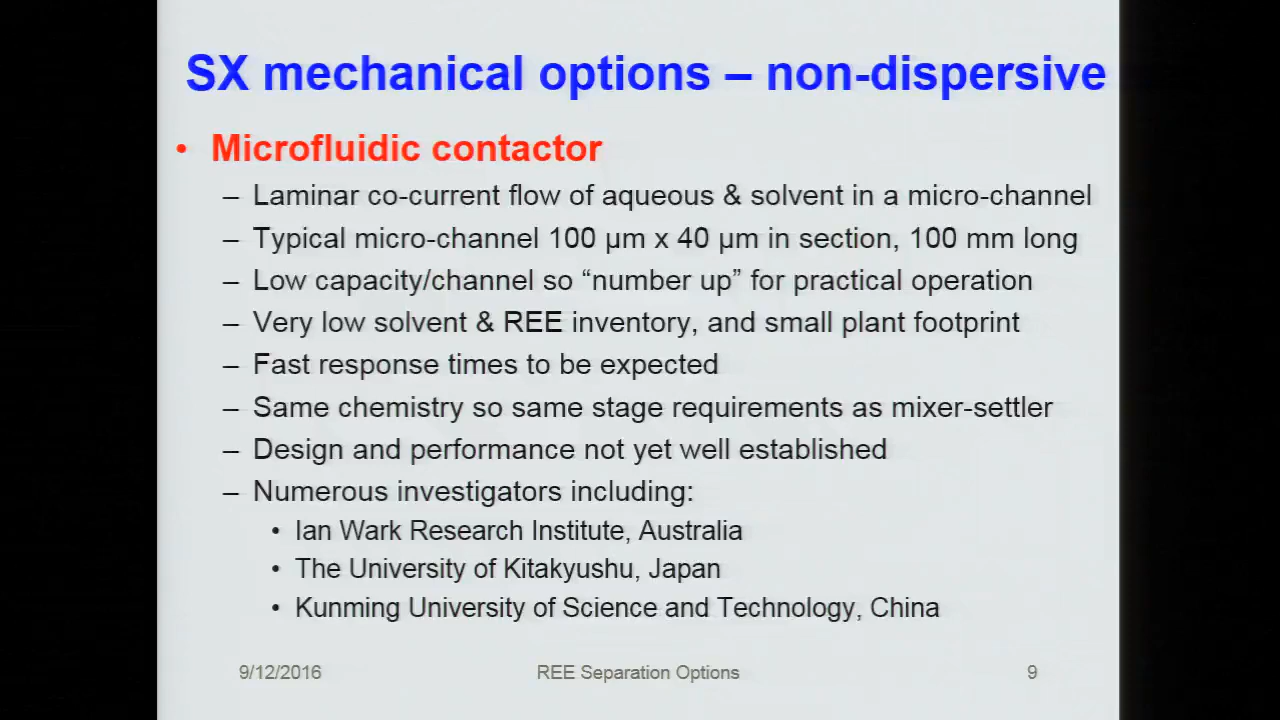 SX mechanical options – non-dispersive
• Microfluidic contactor
– Laminar co-current flow of aqueous & solvent in a micro-channel
– Typical micro-channel 100 µm x 40 µm in section, 100 mm long
– Low capacity/channel so “number up” for practical operation
– Very low solvent & REE inventory, and small plant footprint
– Fast response times to be expected
– Same chemistry so same stage requirements as mixer-settler
– Design and performance not yet well established
– Numerous investigators including:
• Ian Wark Research Institute, Australia
• The University of Kitakyushu, Japan
• Kunming University of Science and Technology, China
9/12/2016 REE Separation Options 9